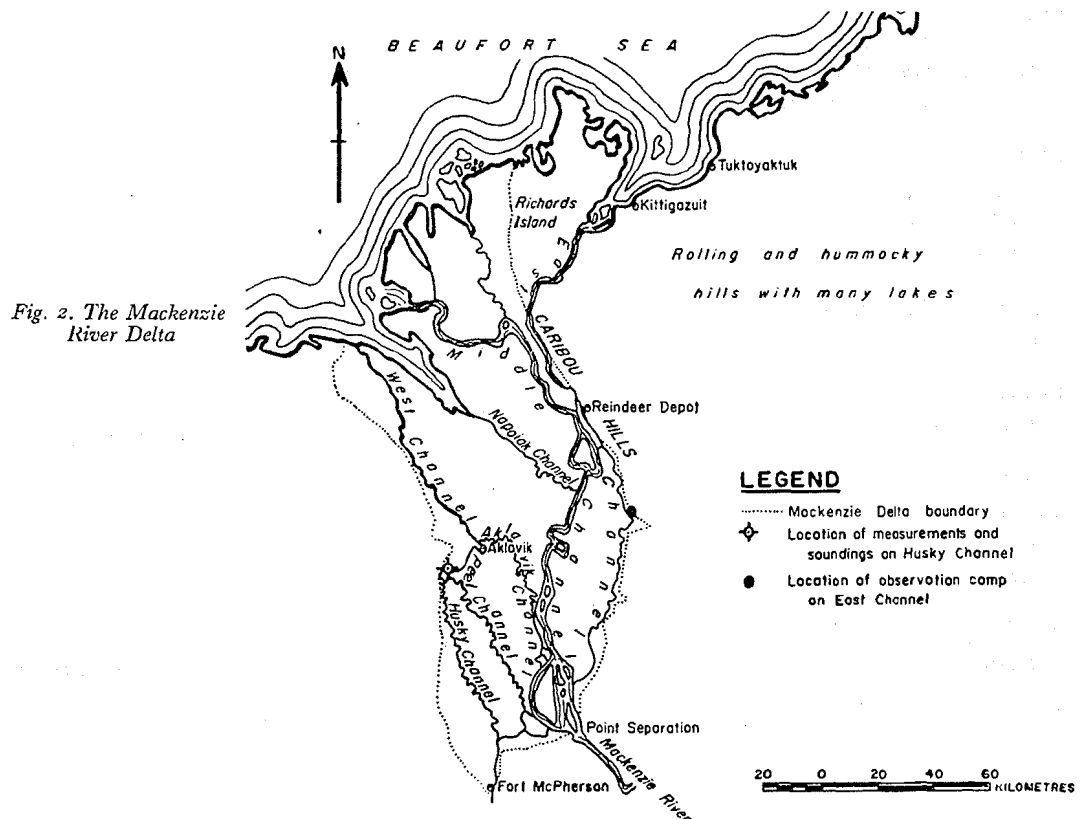 BEAUFORT SEA
N
Tuktoyaktuk
Kittigazuit
Richards
Island
Rolling and hummocky
hills with many lakes
Fig. 2. The Mackenzie
River Delta
East
CARIBOU
HILLS
Middle
Reindeer Depot
West
Channel
Napoiak Channel
Channel
Channel
Aklavik
Channel
Aklavik
Peel Channel
Husky Channel
Point Separation
Mackenzie
River
Fort McPherson
LEGEND
Mackenzie Delta boundary
Location of measurements and
soundings on Husky Channel
Location of observation camp
on East Channel
20 0 20 40 60
KILOMETRES